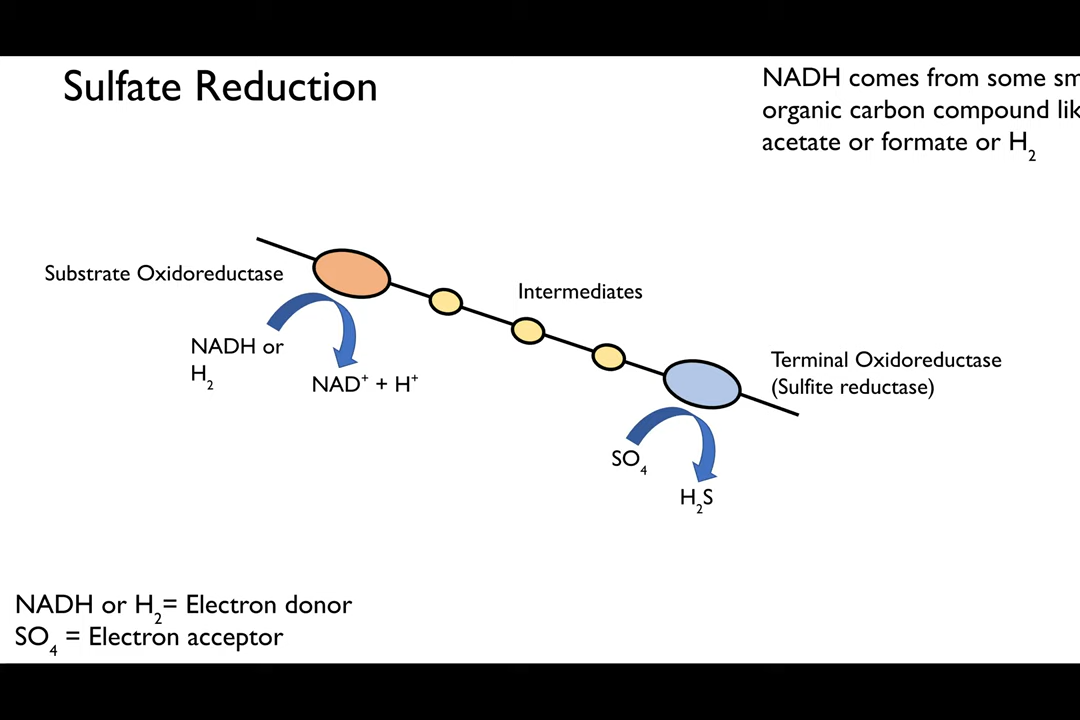 Sulfate Reduction
NADH comes from some
organic carbon compound
acetate or formate or H₂
Substrate Oxidoreductase
Intermediates
NADH or
H₂
NAD⁺ + H⁺
Terminal Oxidoreductase
(Sulfite reductase)
SO₄
H₂S
NADH or H₂= Electron donor
SO₄ = Electron acceptor